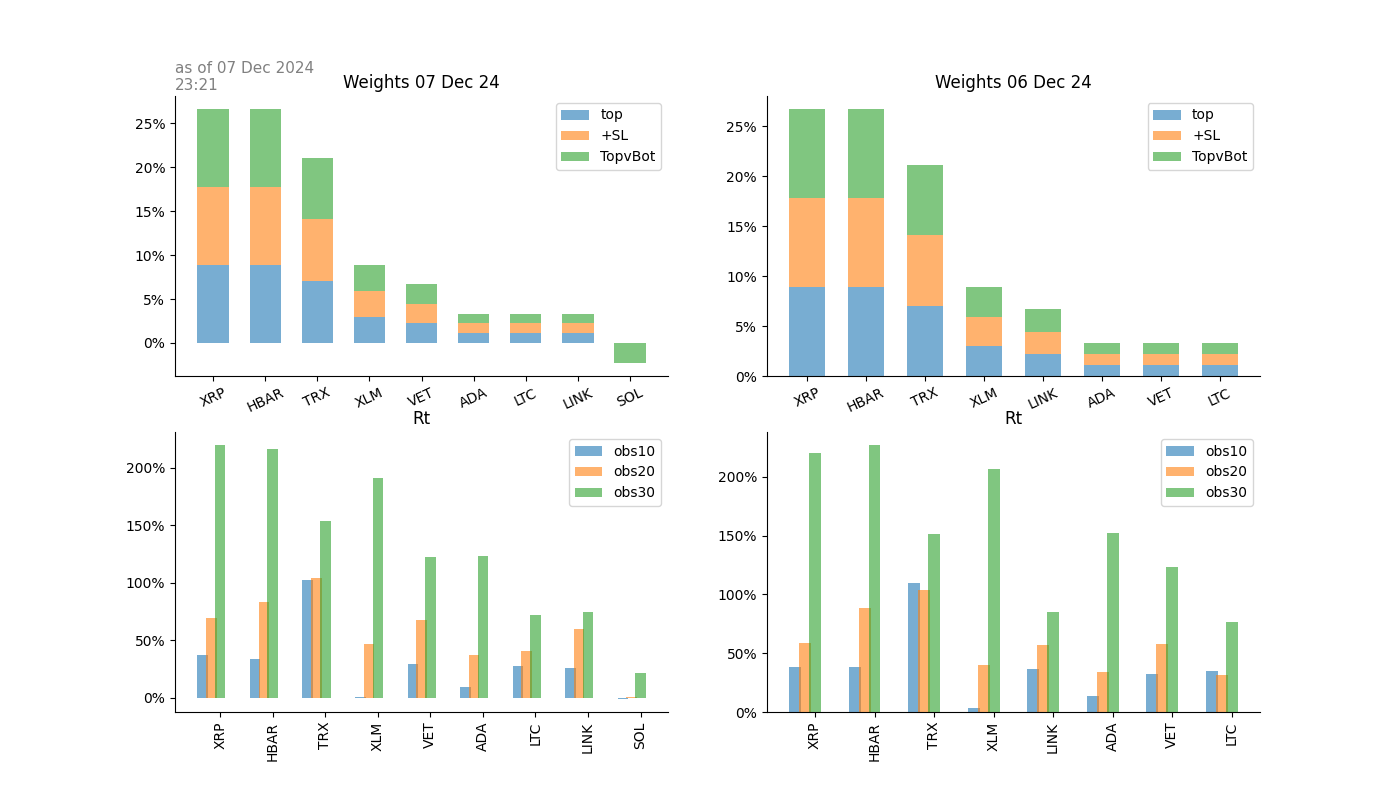 as of 07 Dec 2024
23:21
Weights 07 Dec 24
25%
20%
15%
10%
5%
0%
top
+SL
TopvBot
XRP
HBAR
TRX
XLM
VET
ADA
LTC
LINK
SOL
Weights 06 Dec 24
25%
20%
15%
10%
5%
0%
top
+SL
TopvBot
XRP
HBAR
TRX
XLM
LINK
ADA
VET
LTC
Rt
200%
150%
100%
50%
0%
obs10
obs20
obs30
XRP
HBAR
TRX
XLM
VET
ADA
LTC
LINK
SOL
Rt
200%
150%
100%
50%
0%
obs10
obs20
obs30
XRP
HBAR
TRX
XLM
LINK
ADA
VET
LTC